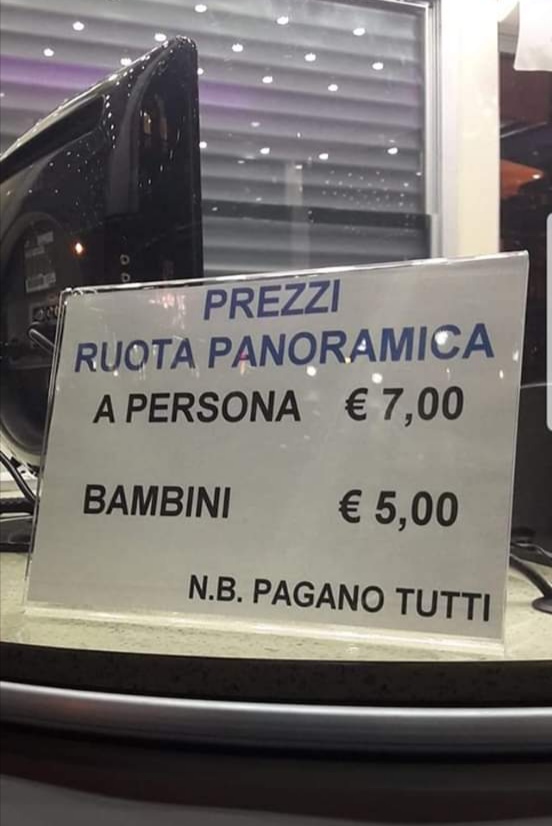 PREZZI
RUOTA PANORAMICA
A PERSONA € 7,00
BAMBINI € 5,00
N.B. PAGANO TUTTI